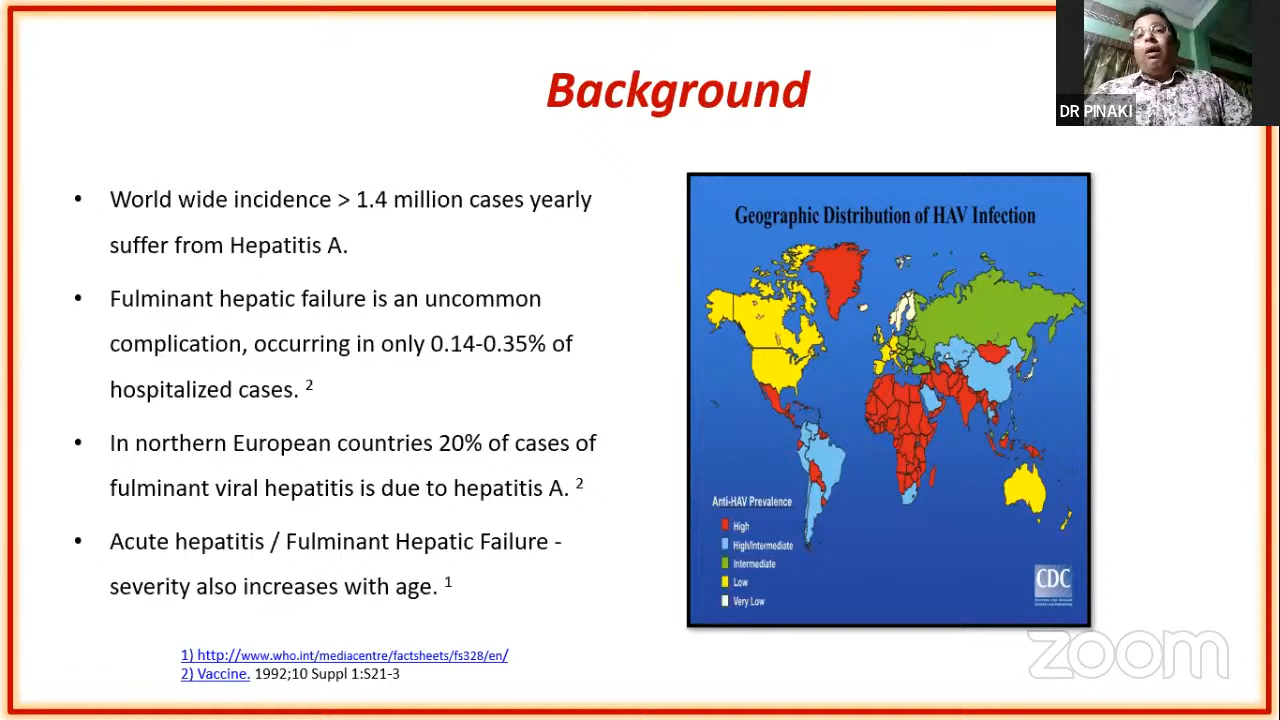 Background
DR PINAKI
• World wide incidence > 1.4 million cases yearly
suffer from Hepatitis A.
• Fulminant hepatic failure is an uncommon
complication, occurring in only 0.14-0.35% of
hospitalized cases. 2
• In northern European countries 20% of cases of
fulminant viral hepatitis is due to hepatitis A. 2
• Acute hepatitis / Fulminant Hepatic Failure -
severity also increases with age. 1
1) http://www.who.int/mediacentre/factsheets/fs328/en/
2) Vaccine. 1992;10 Suppl 1:S21-3
Geographic Distribution of HAV Infection
Anti-HAV Prevalence
High
High/Intermediate
Intermediate
Low
Very Low
CDC
zoom